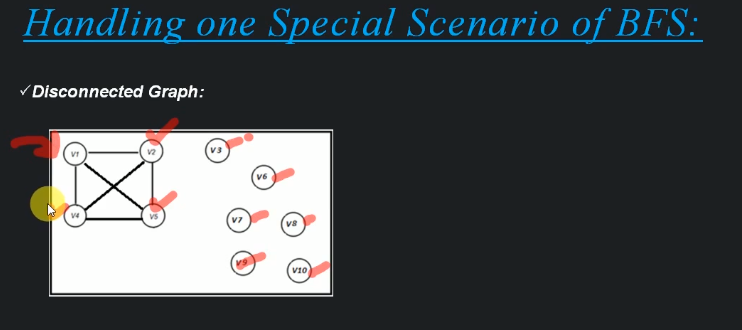 Handling one Special Scenario of BFS:
✓Disconnected Graph:
V1 V2 V3
V6
V4 V5 V7 V8
V9 V10